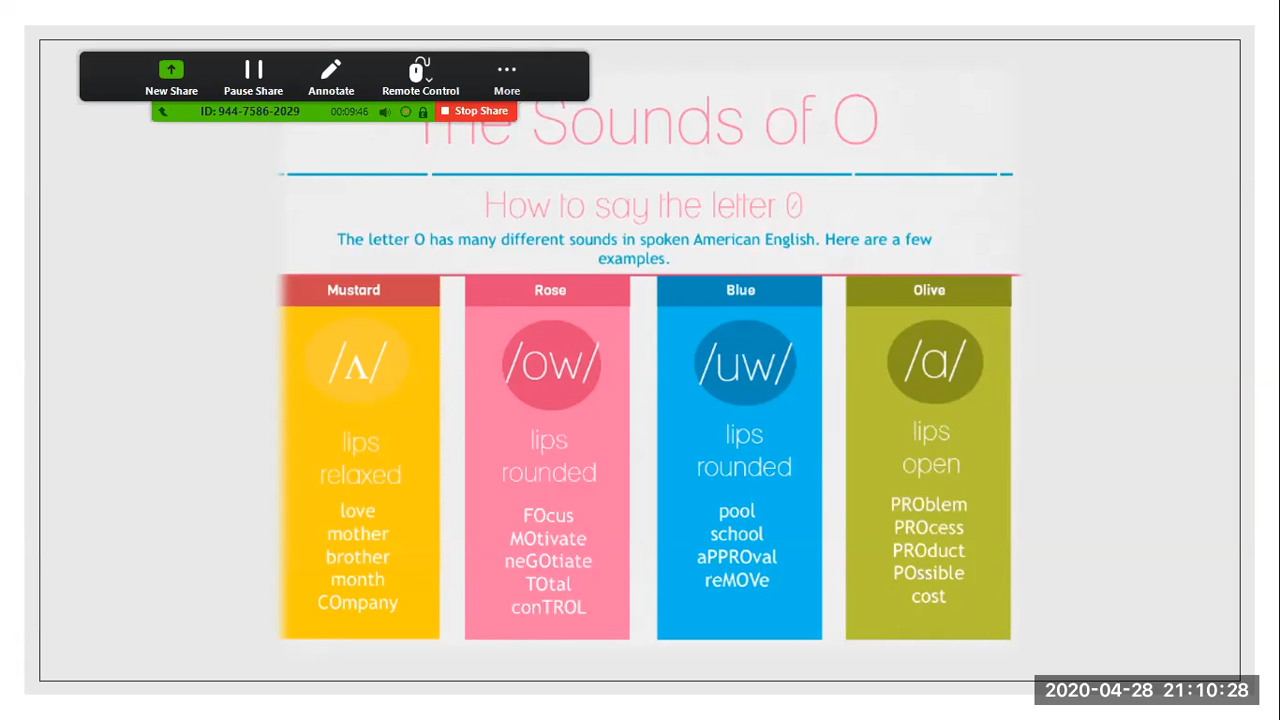 New Share
Pause Share
Annotate
Remote Control
More
ID: 944-7586-2029
00:09:46
Stop Share
The Sounds of O
How to say the letter O
The letter O has many different sounds in spoken American English. Here are a few
examples.
Mustard
/ʌ/
lips
relaxed
love
mother
brother
month
COmpany
Rose
/ow/
lips
rounded
FOcus
MOtivate
neGOtiate
TOtal
conTROL
Blue
/uw/
lips
rounded
pool
school
aPPROval
reMOVe
Olive
/a/
lips
open
PROblem
PROcess
PROduct
POssible
cost
2020-04-28 21:10:28